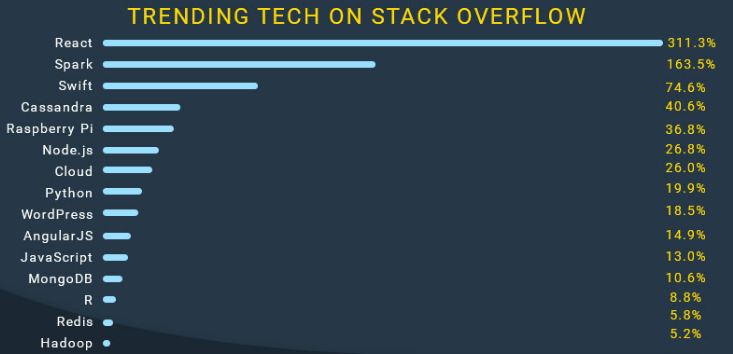 TRENDING TECH ON STACK OVERFLOW
React 311.3%
Spark 163.5%
Swift 74.6%
Cassandra 40.6%
Raspberry Pi 36.8%
Node.js 26.8%
Cloud 26.0%
Python 19.9%
WordPress 18.5%
AngularJS 14.9%
JavaScript 13.0%
MongoDB 10.6%
R 8.8%
Redis 5.8%
Hadoop 5.2%